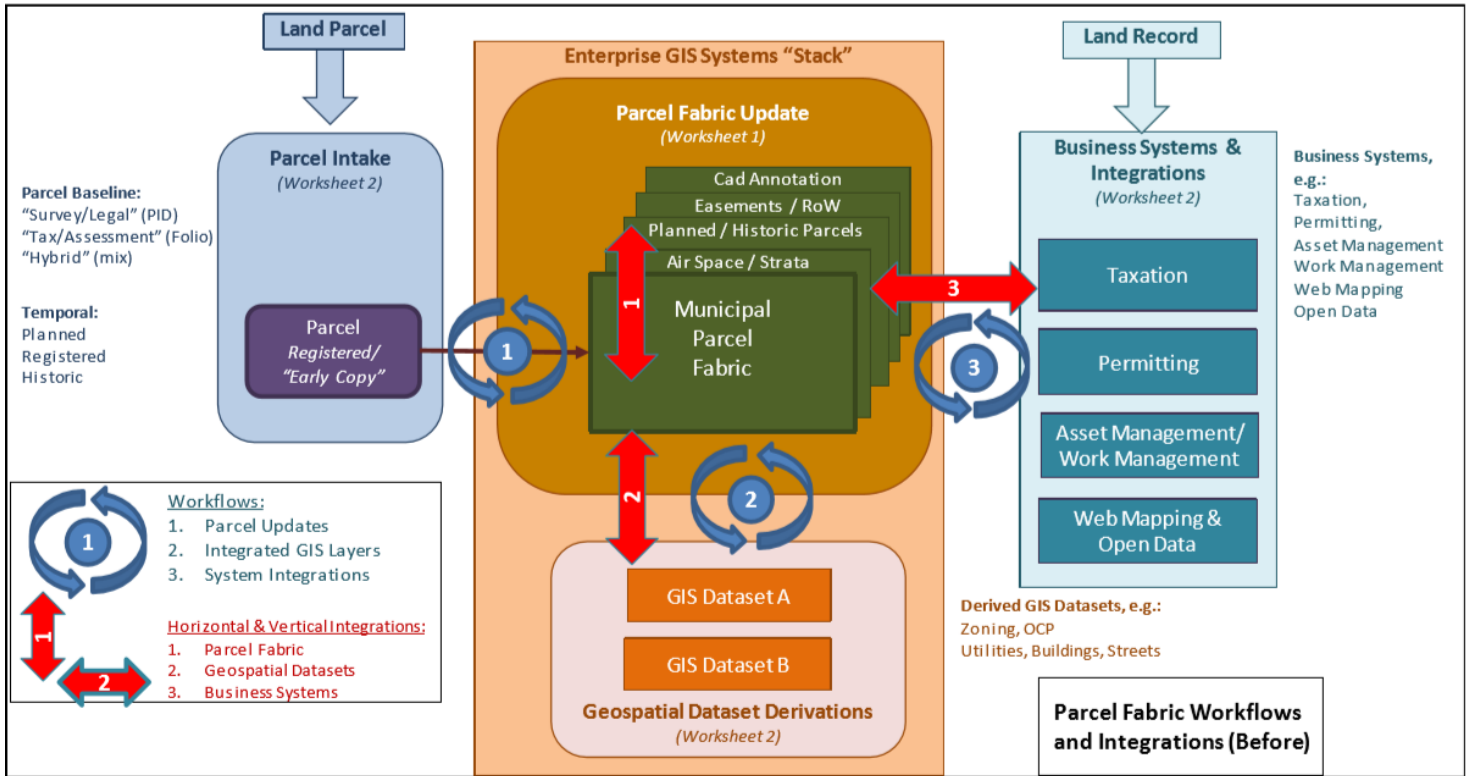 Land Parcel
Parcel Intake
(Worksheet 2)
Parcel Baseline:
“Survey/Legal” (PID)
“Tax/Assessment” (Folio)
“Hybrid” (mix)
Temporal:
Planned
Registered
Historic
Parcel
Registered/
“Early Copy”
1
Enterprise GIS Systems “Stack”
Parcel Fabric Update
(Worksheet 1)
Cad Annotation
Easements / RoW
Planned / Historic Parcels
Air Space / Strata
1
Municipal
Parcel
Fabric
2
2
GIS Dataset A
GIS Dataset B
Geospatial Dataset Derivations
(Worksheet 2)
3
3
Land Record
Business Systems &
Integrations
(Worksheet 2)
Taxation
Permitting
Asset Management/
Work Management
Web Mapping &
Open Data
Business Systems,
e.g.:
Taxation,
Permitting,
Asset Management
Work Management
Web Mapping
Open Data
Derived GIS Datasets, e.g.:
Zoning, OCP
Utilities, Buildings, Streets
1
Workflows:
1. Parcel Updates
2. Integrated GIS Layers
3. System Integrations
1
2
Horizontal & Vertical Integrations:
1. Parcel Fabric
2. Geospatial Datasets
3. Business Systems
Parcel Fabric Workflows
and Integrations (Before)